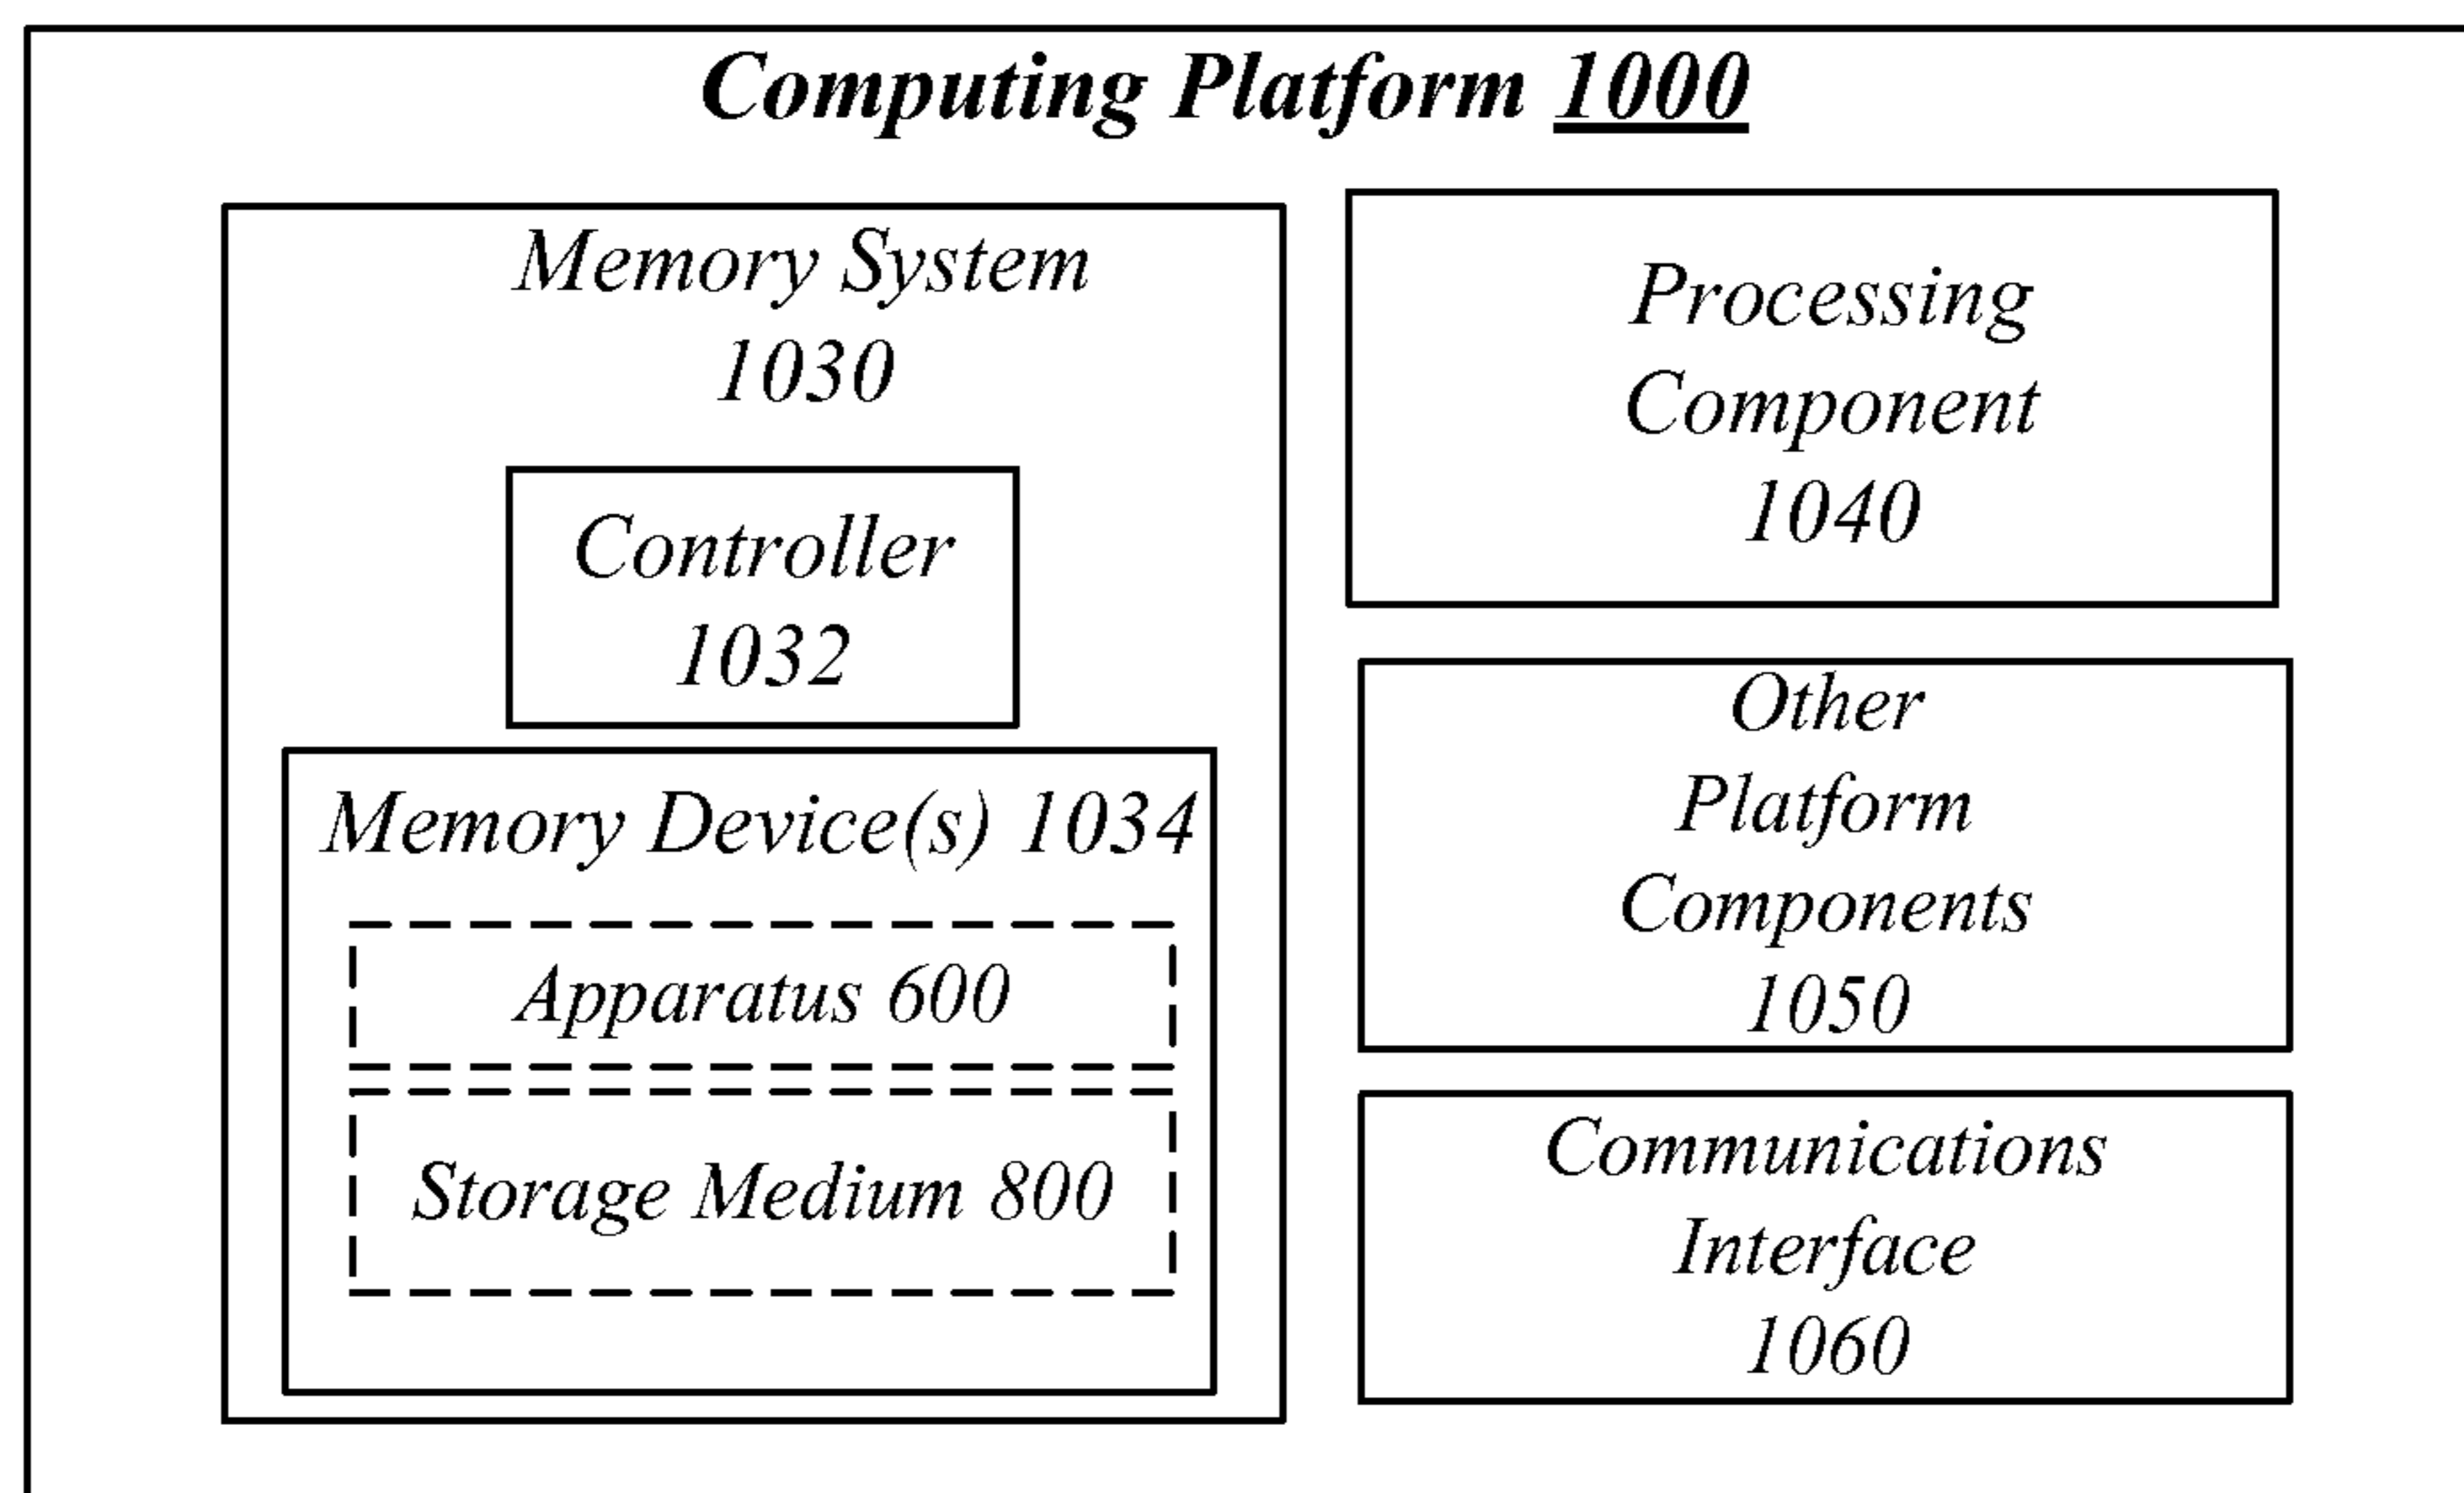 Computing Platform 1000
Memory System
1030
Controller
1032
Memory Device(s) 1034
Apparatus 600
Storage Medium 800
Processing
Component
1040
Other
Platform
Components
1050
Communications
Interface
1060